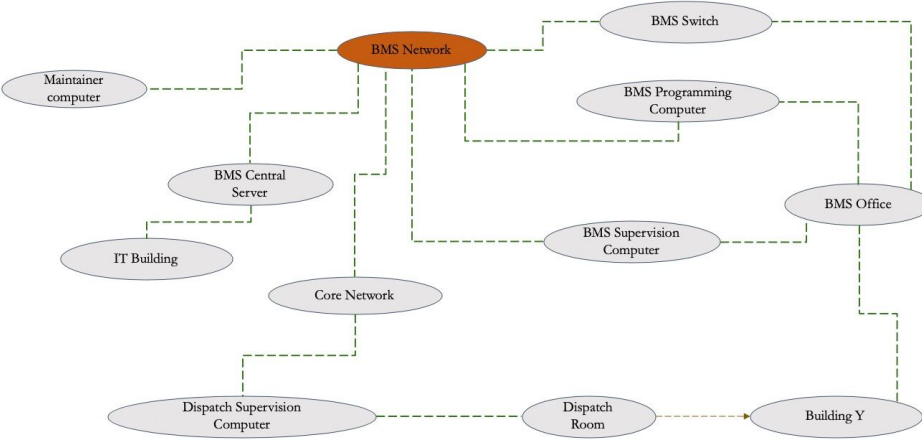 BMS Switch
BMS Network
Maintainer
computer
BMS Programming
Computer
BMS Central
Server
BMS Office
BMS Supervision
Computer
IT Building
Core Network
Dispatch Supervision
Computer
Dispatch
Room
Building Y